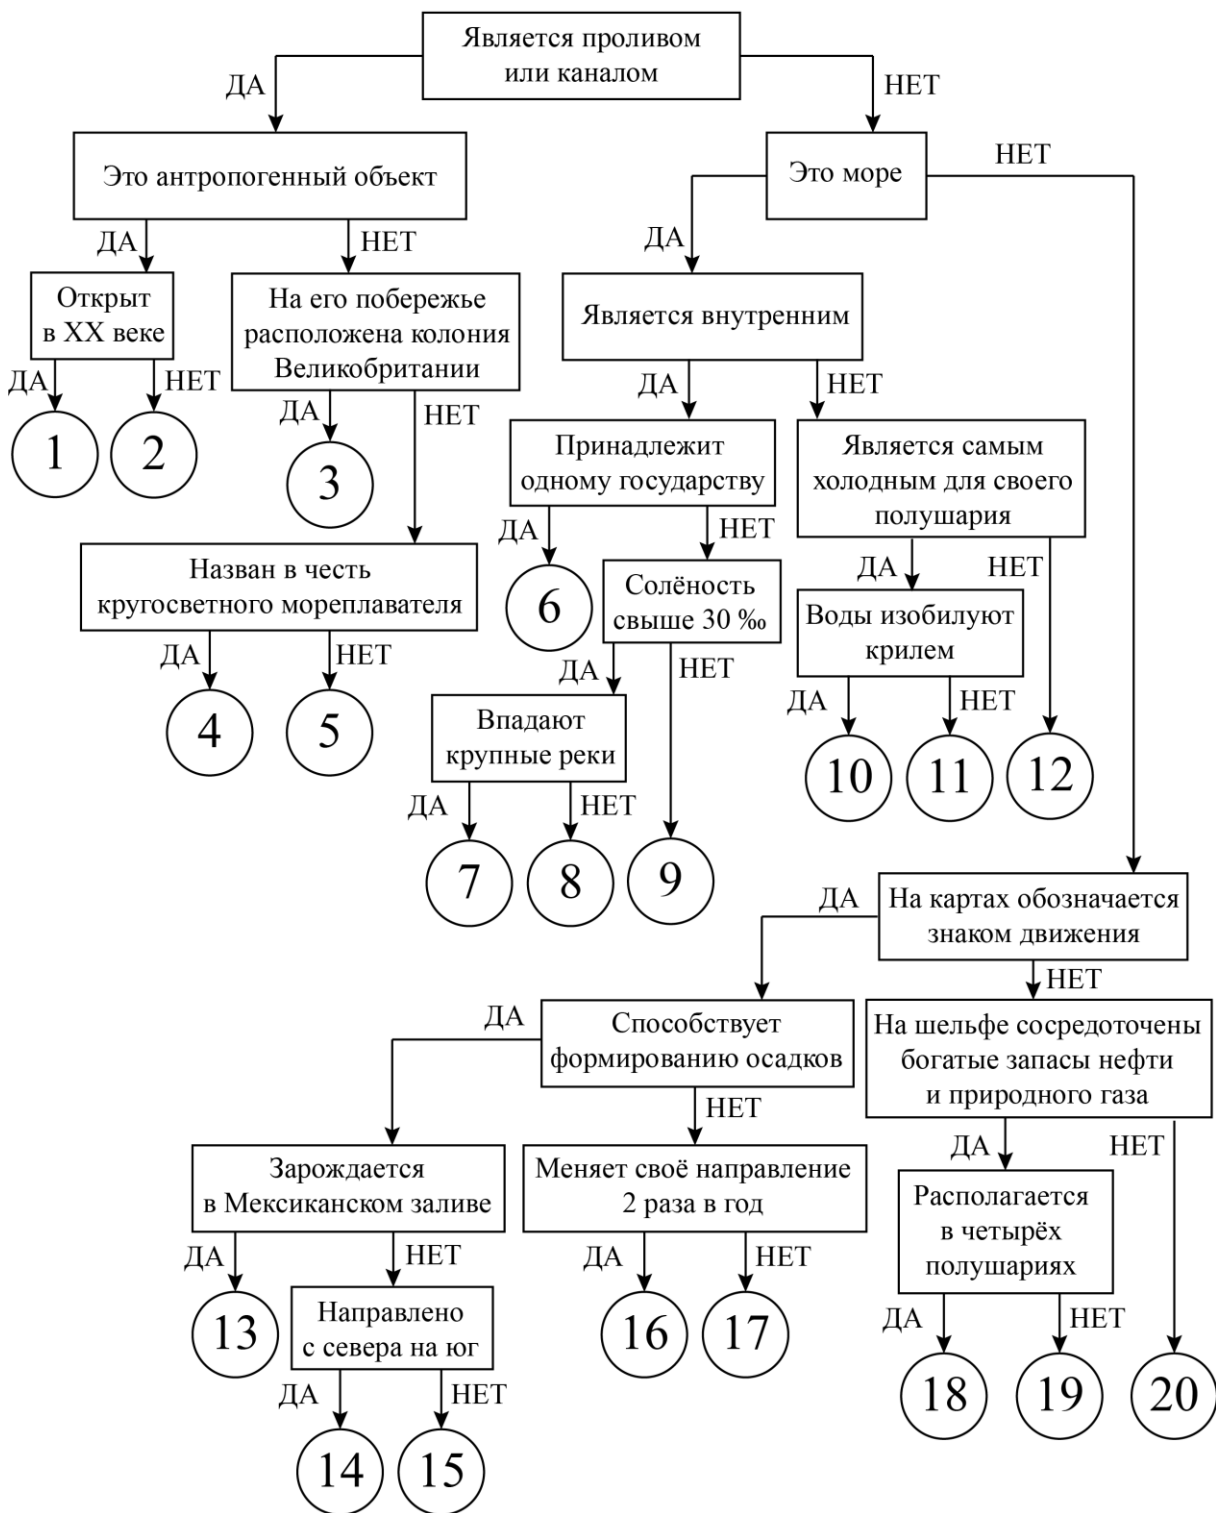 Является проливом
или каналом
ДА
НЕТ
Это антропогенный объект
Это море
НЕТ
ДА
НЕТ
ДА
Открыт
в XX веке
На его побережье
расположена колония
Великобритании
Является внутренним
ДА
НЕТ
ДА
НЕТ
ДА
НЕТ
1
2
3
Принадлежит
одному государству
Является самым
холодным для своего
полушария
ДА
НЕТ
ДА
НЕТ
Назван в честь
кругосветного мореплавателя
6
Солёность
свыше 30 ‰
Воды изобилуют
крилем
ДА
НЕТ
ДА
НЕТ
ДА
НЕТ
4
5
Впадают
крупные реки
10
11
12
ДА
НЕТ
7
8
9
ДА
На картах обозначается
знаком движения
НЕТ
ДА
Способствует
формированию осадков
На шельфе сосредоточены
богатые запасы нефти
и природного газа
НЕТ
ДА
НЕТ
Зарождается
в Мексиканском заливе
Меняет своё направление
2 раза в год
Располагается
в четырёх
полушариях
ДА
НЕТ
ДА
НЕТ
ДА
НЕТ
13
Направлено
с севера на юг
16
17
18
19
20
ДА
НЕТ
14
15